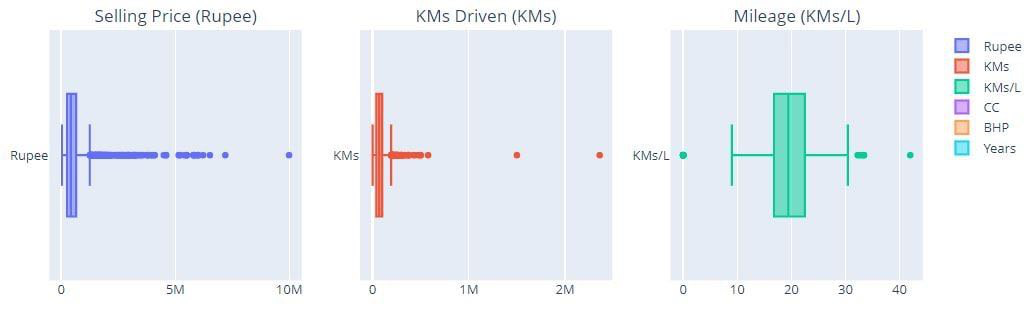 Selling Price (Rupee) KMs Driven (KMs) Mileage (KMs/L)
Rupee
KMs
KMs/L
CC
BHP
Years
Rupee KMs KMs/L
0 5M 10M 0 1M 2M 0 10 20 30 40